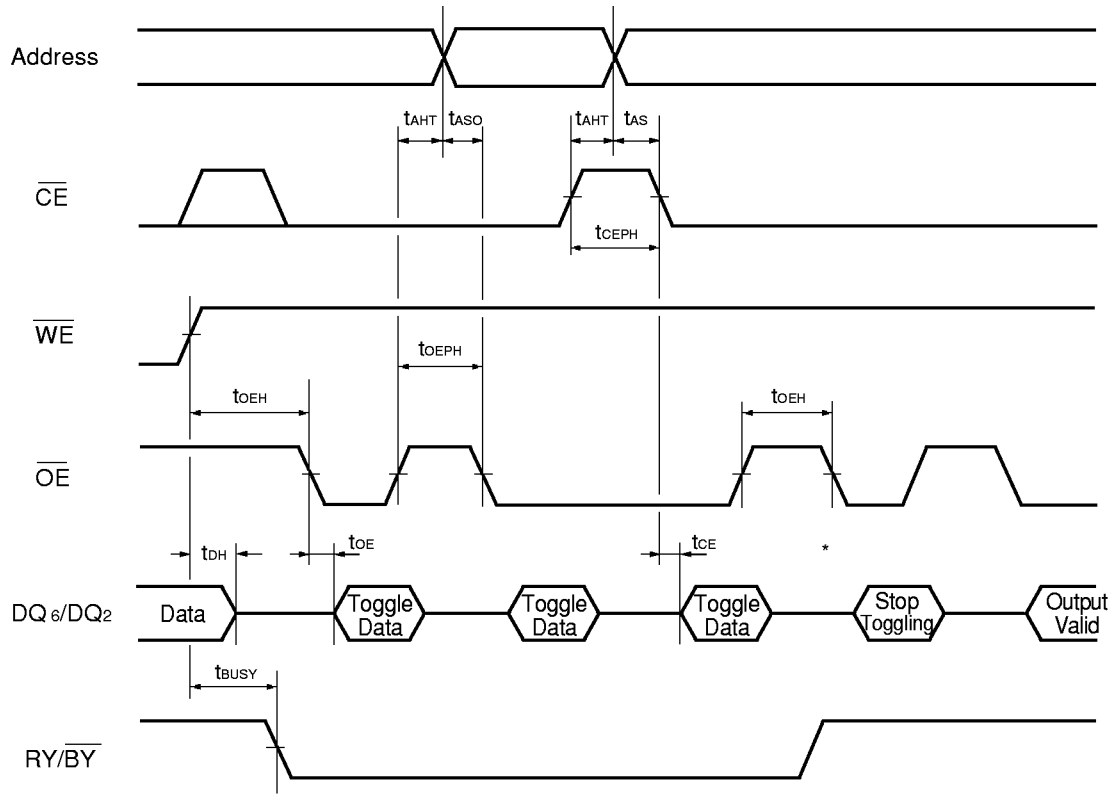 Address
tAHT tASO tAHT tAS
CE
tCEPH
WE
tOEPH
tOEH tOEH
OE
tDH tOE tCE *
DQ6/DQ2 Data Toggle Data Toggle Data Toggle Data Stop Toggling Output Valid
tBUSY
RY/BY